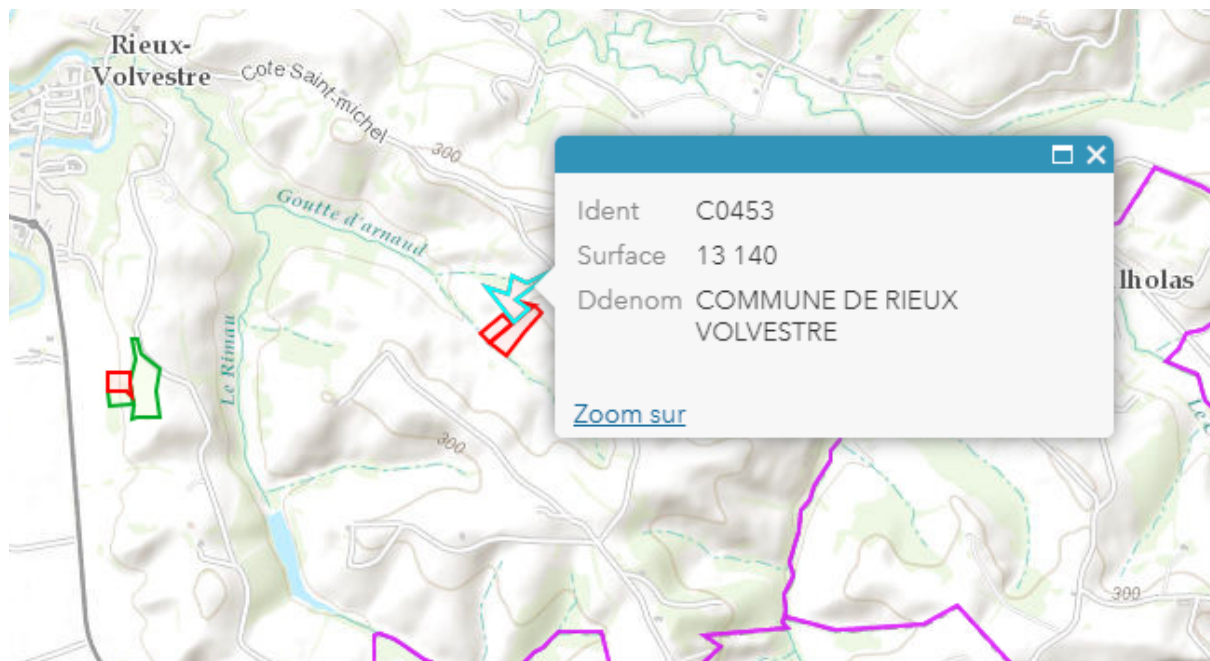 Rieux-
Volvestre
Cote Saint-michel
300
Goutte d'arnaud
Ident C0453
Surface 13 140
Ddenom COMMUNE DE RIEUX
VOLVESTRE
Zoom sur
lholas
Le Rimau
300
Le
300